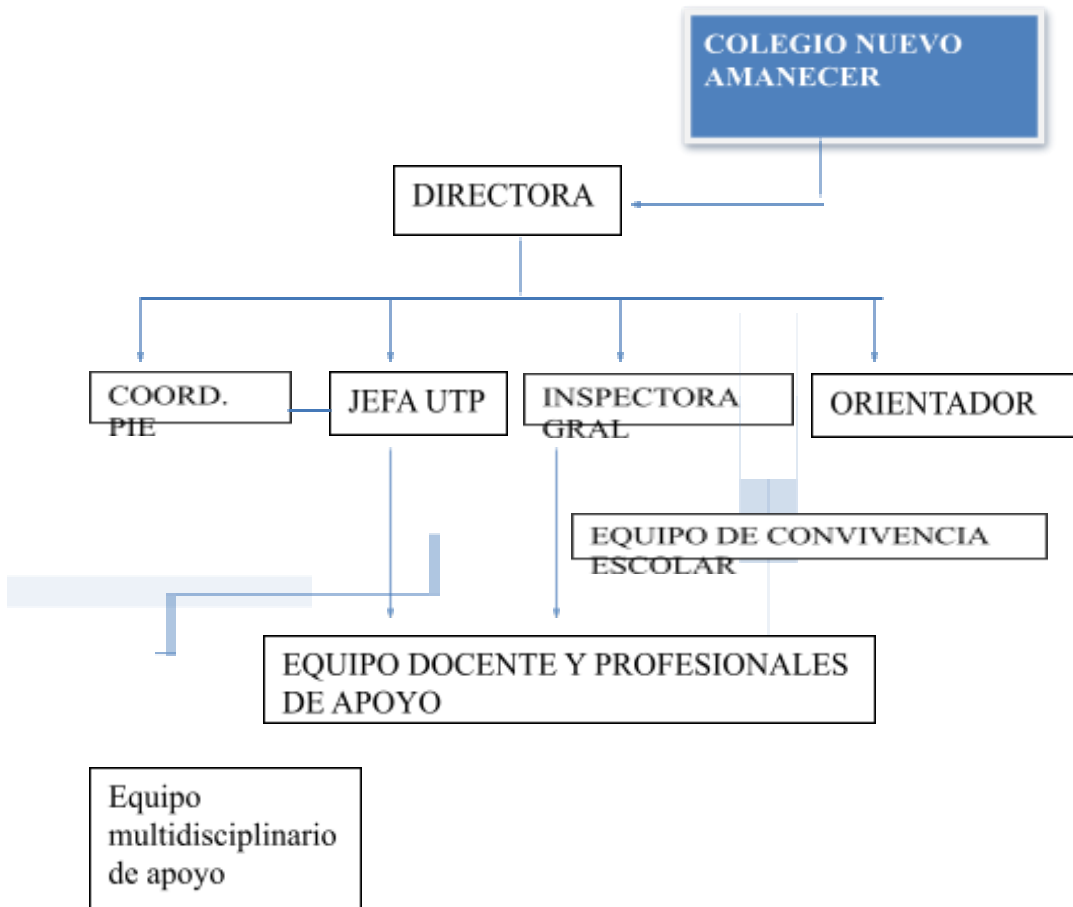 COLEGIO NUEVO
AMANECER
DIRECTORA
COORD.
PIE
JEFA UTP
INSPECTORA
GRAL
ORIENTADOR
EQUIPO DE CONVIVENCIA
ESCOLAR
EQUIPO DOCENTE Y PROFESIONALES
DE APOYO
Equipo
multidisciplinario
de apoyo